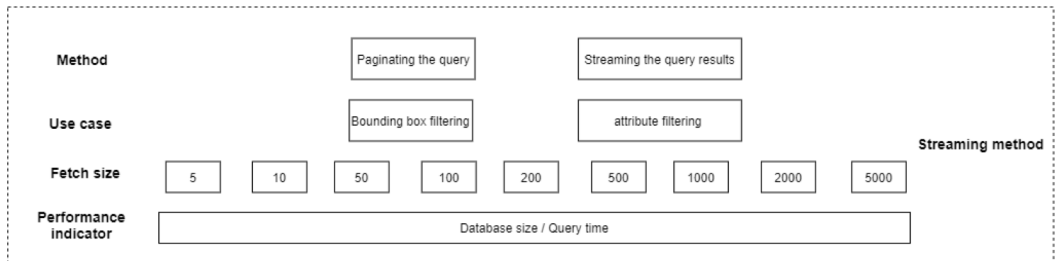 Method
Paginating the query
Streaming the query results
Use case
Bounding box filtering
attribute filtering
Streaming method
Fetch size
5
10
50
100
200
500
1000
2000
5000
Performance
indicator
Database size / Query time